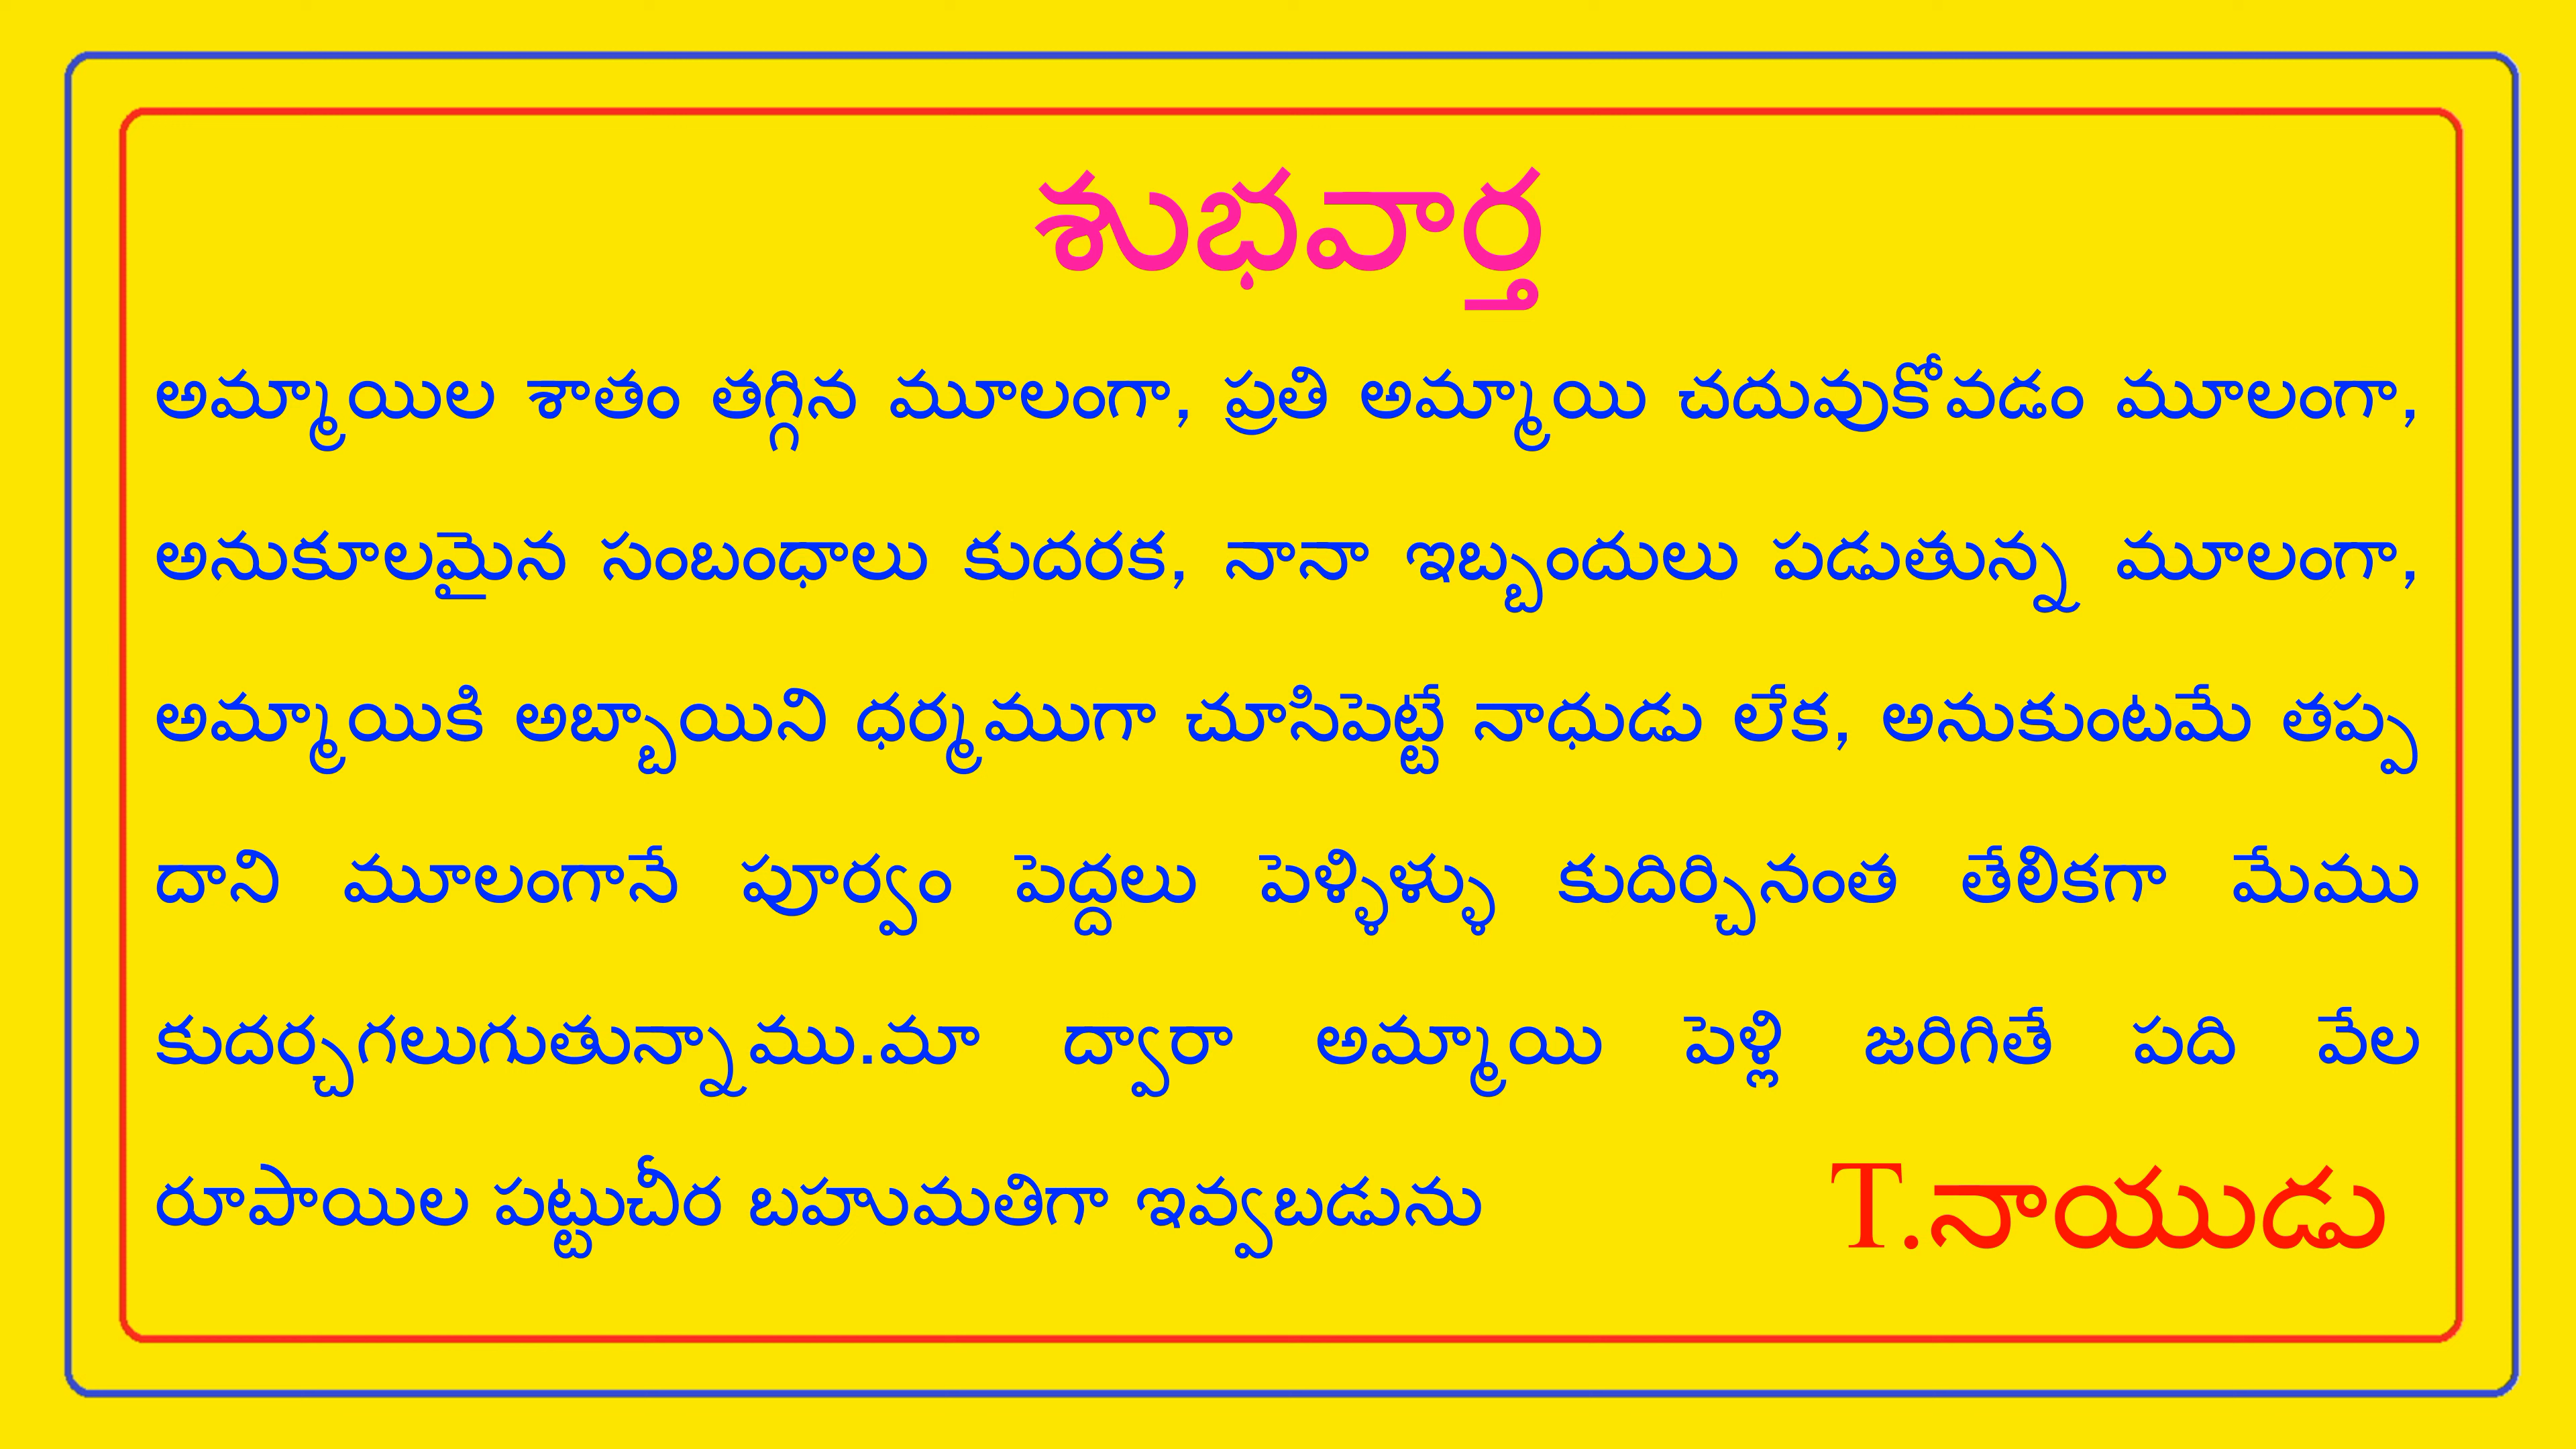 శుభవార్త
అమ్మాయిల శాతం తగ్గిన మూలంగా, ప్రతి అమ్మాయి చదువుకోవడం మూలంగా,
అనుకూలమైన సంబంధాలు కుదరక, నానా ఇబ్బందులు పడుతున్న మూలంగా,
అమ్మాయికి అబ్బాయిని ధర్మముగా చూసిపెట్టే నాధుడు లేక, అనుకుంటమే తప్ప
దాని మూలంగానే పూర్వం పెద్దలు పెళ్ళిళ్ళు కుదిర్చినంత తేలికగా మేము
కుదర్చగలుగుతున్నాము.మా ద్వారా అమ్మాయి పెళ్లి జరిగితే పది వేల
రూపాయిల పట్టుచీర బహుమతిగా ఇవ్వబడును T.నాయుడు